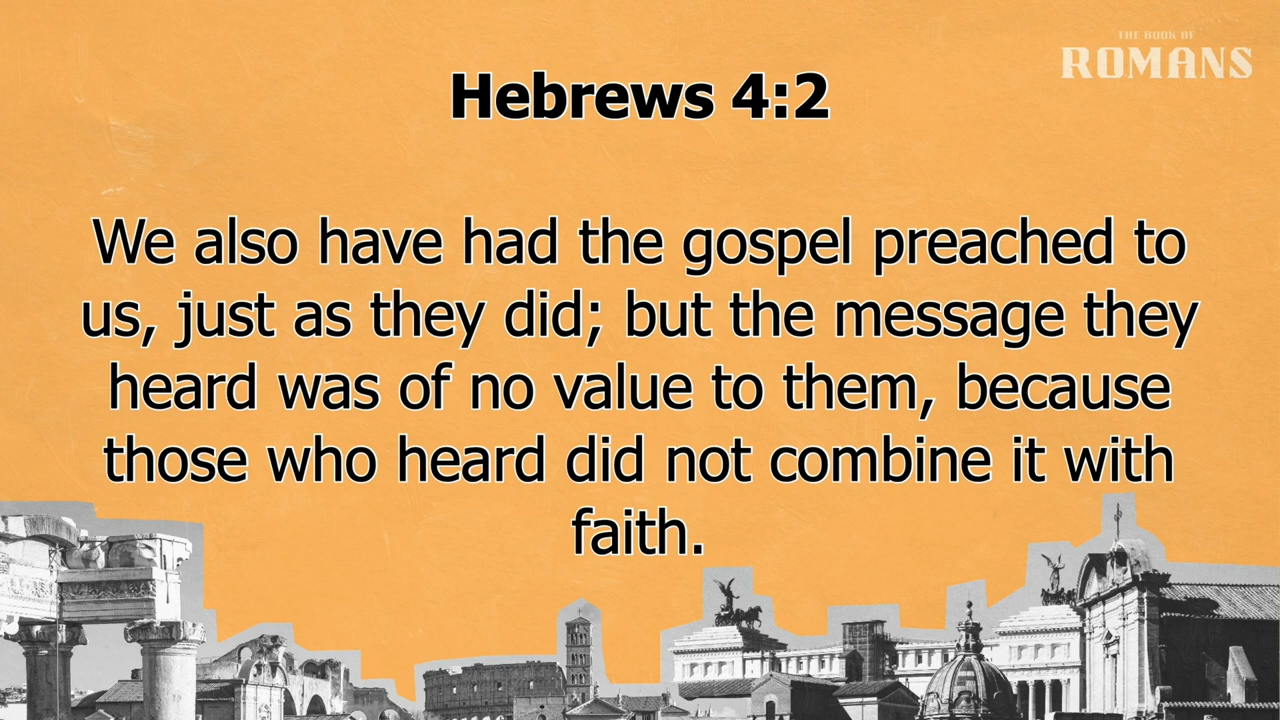 THE BOOK OF
ROMANS
Hebrews 4:2
We also have had the gospel preached to
us, just as they did; but the message they
heard was of no value to them, because
those who heard did not combine it with
faith.